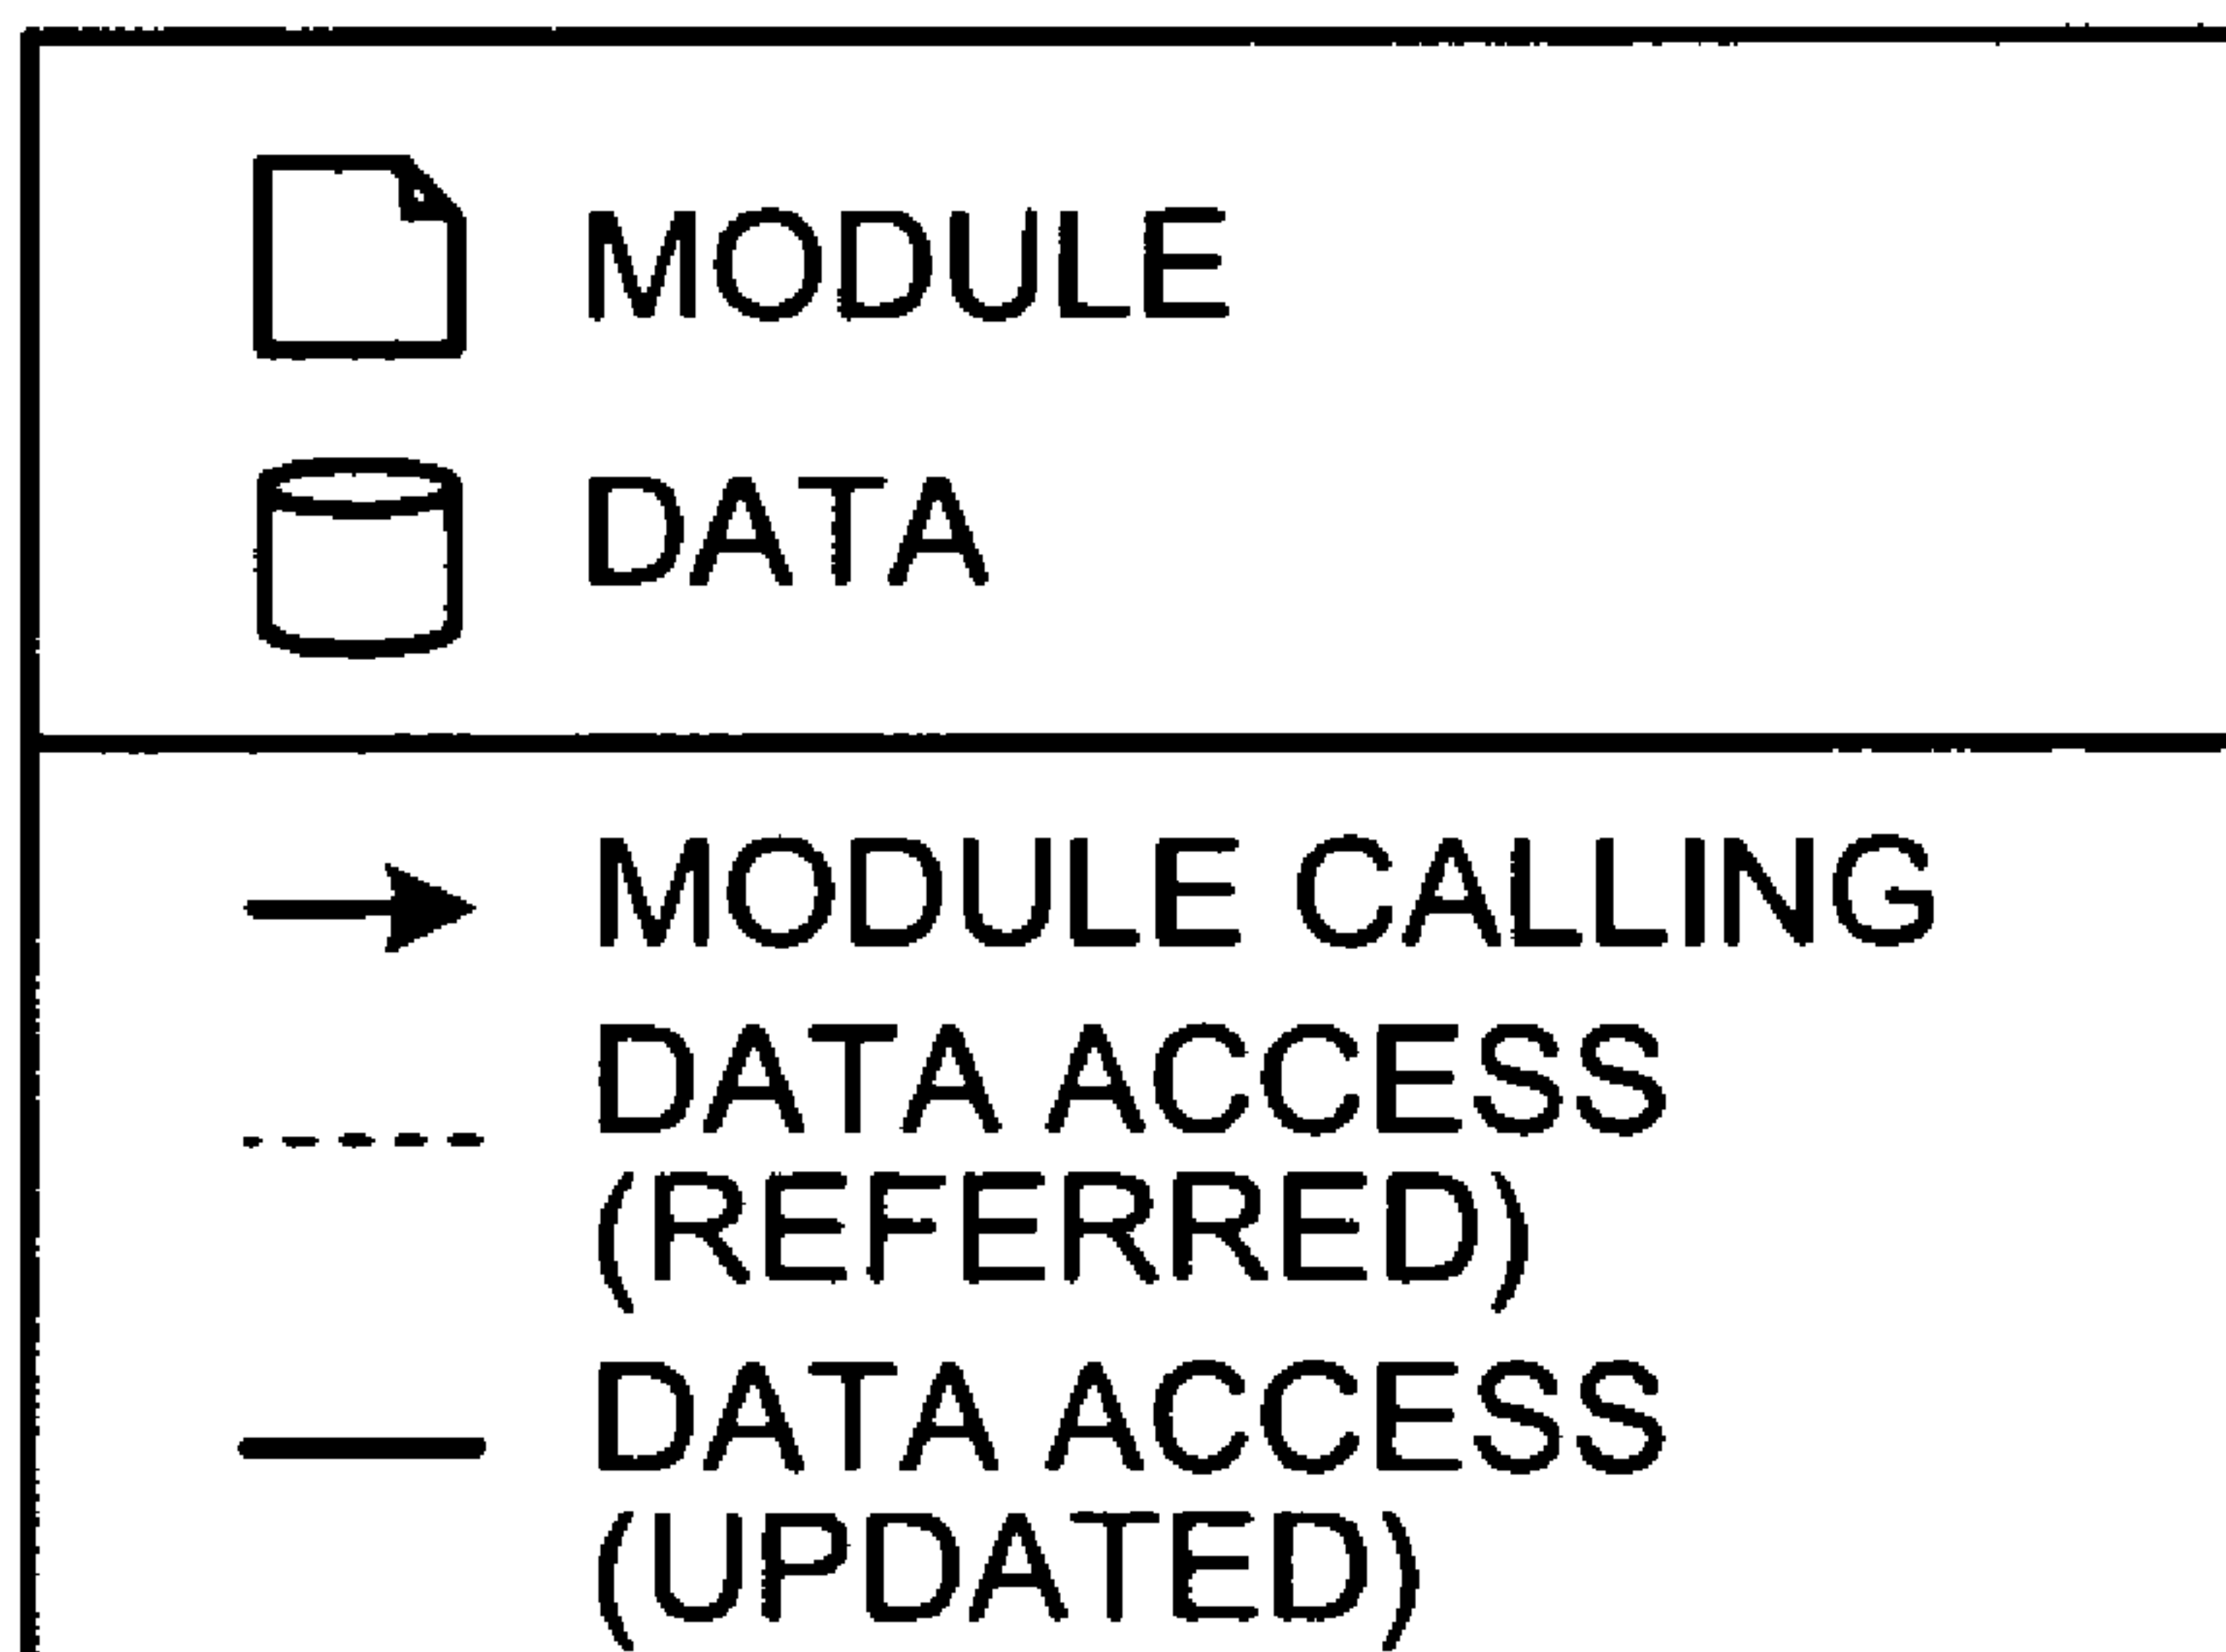 MODULE
DATA
MODULE CALLING
DATA ACCESS
(REFERRED)
DATA ACCESS
(UPDATED)